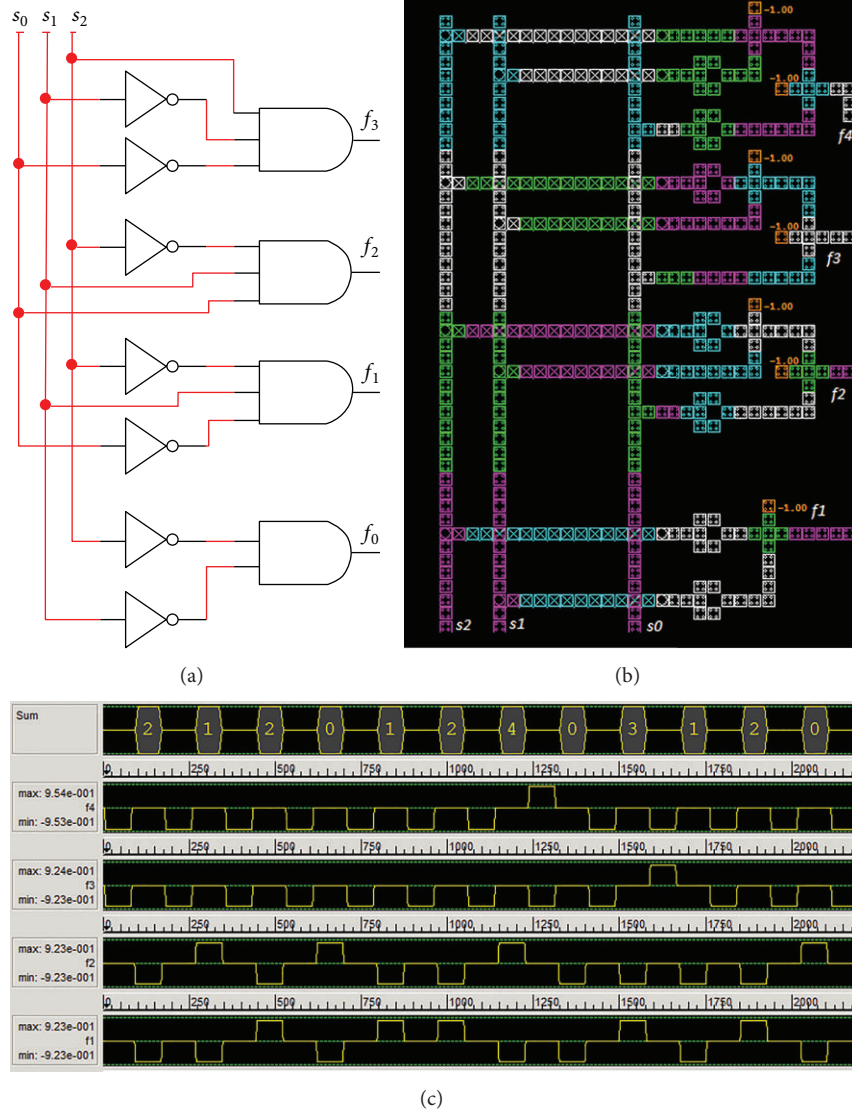 s0 s1 s2
f3
f2
f1
f0
(a)
-1.00
-1.00
f4
-1.00
-1.00
f3
-1.00
-1.00
f2
-1.00
f1
s2 s1 s0
(b)
Sum
2 1 2 0 1 2 4 0 3 1 2 0
0 250 500 750 1000 1250 1500 1750 2000
max: 9.54e-001
f4
min: -9.53e-001
0 250 500 750 1000 1250 1500 1750 2000
max: 9.24e-001
f3
min: -9.23e-001
0 250 500 750 1000 1250 1500 1750 2000
max: 9.23e-001
f2
min: -9.23e-001
0 250 500 750 1000 1250 1500 1750 2000
max: 9.23e-001
f1
min: -9.23e-001
(c)